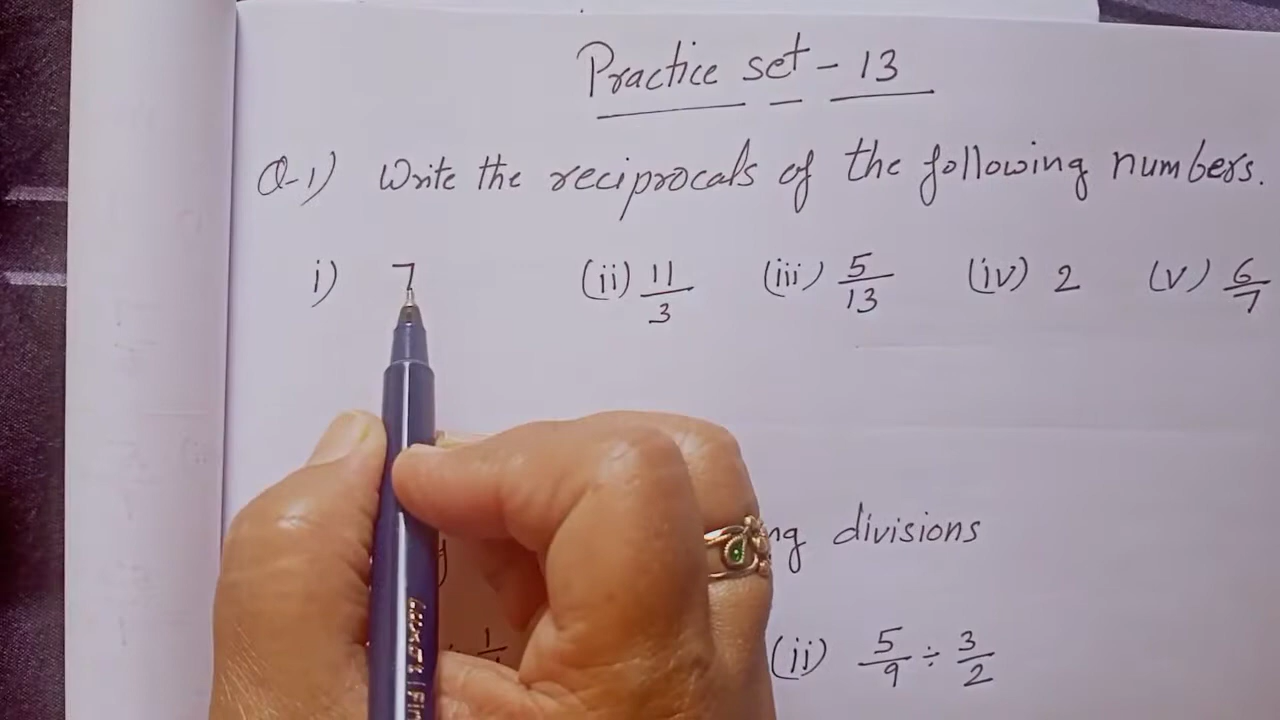 Practice set - 13
Q-1) Write the reciprocals of the following numbers.
i) 7 (ii) 11/3 (iii) 5/13 (iv) 2 (v) 6/7
divisions
(ii) 5/9 ÷ 3/2